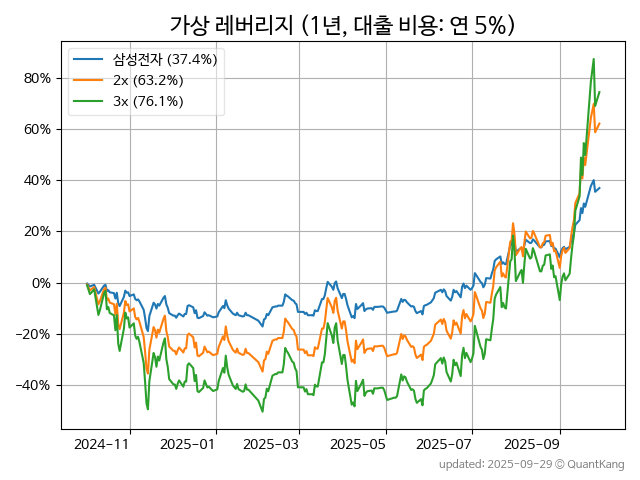 가상 레버리지 (1년, 대출 비용: 연 5%)
삼성전자 (37.4%)
2x (63.2%)
3x (76.1%)
80%
60%
40%
20%
0%
−20%
−40%
2024-11 2025-01 2025-03 2025-05 2025-07 2025-09
updated: 2025-09-29 © QuantKang